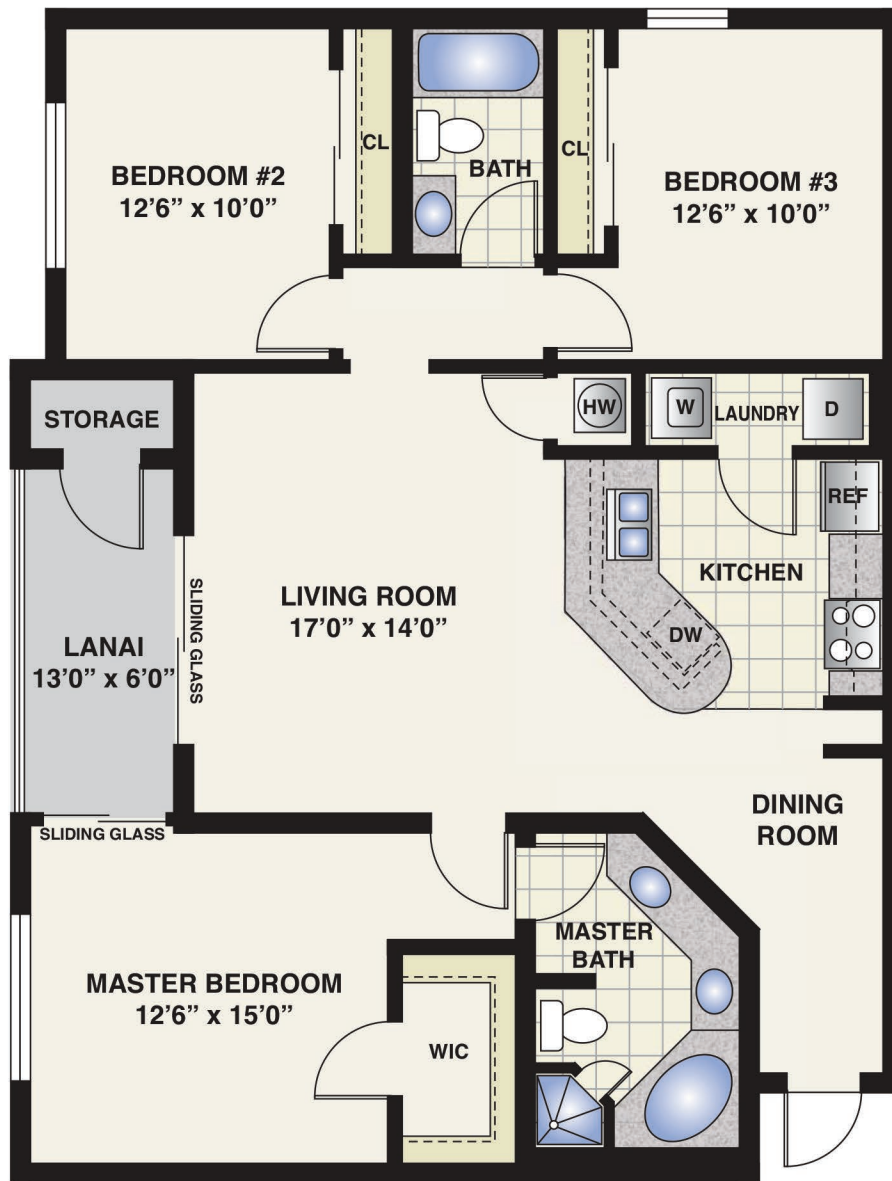 BEDROOM #2
12’6” x 10’0”
CL
BATH
CL
BEDROOM #3
12’6” x 10’0”
STORAGE
HW
W
LAUNDRY
D
REF
KITCHEN
DW
LIVING ROOM
17’0” x 14’0”
SLIDING GLASS
LANAI
13’0” x 6’0”
SLIDING GLASS
DINING
ROOM
MASTER
BATH
MASTER BEDROOM
12’6” x 15’0”
WIC